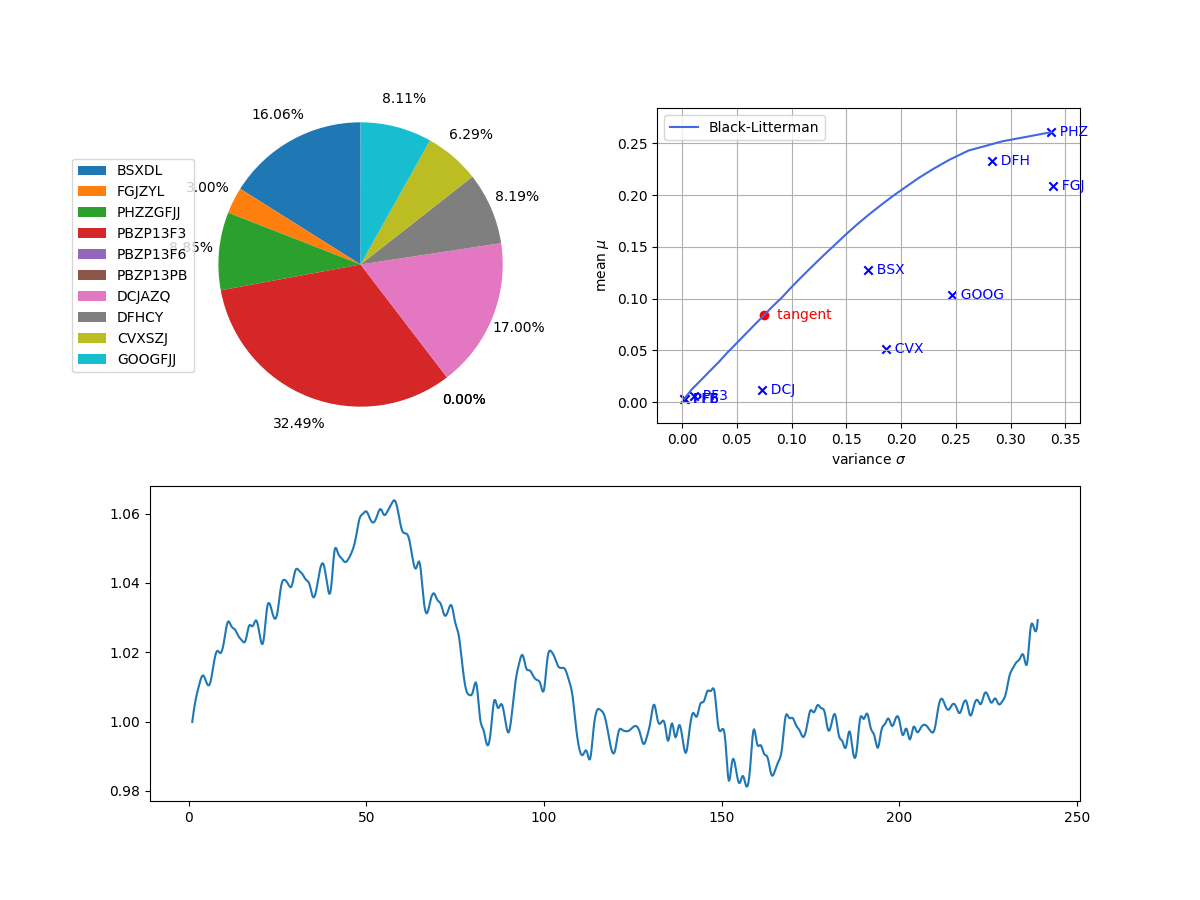 8.11%
16.06%
6.29%
3.00%
8.19%
17.00%
0.00%
32.49%
BSXDL
FGJZYL
PHZZGFJJ
PBZP13F3
PBZP13F6
PBZP13PB
DCJAZQ
DFHCY
CVXSZJ
GOOGFJJ
Black-Litterman
PHZ
DFH
FGJ
BSX
GOOG
tangent
CVX
DCJ
mean μ
0.25
0.20
0.15
0.10
0.05
0.00
0.00 0.05 0.10 0.15 0.20 0.25 0.30 0.35
variance σ
1.06
1.04
1.02
1.00
0.98
0 50 100 150 200 250